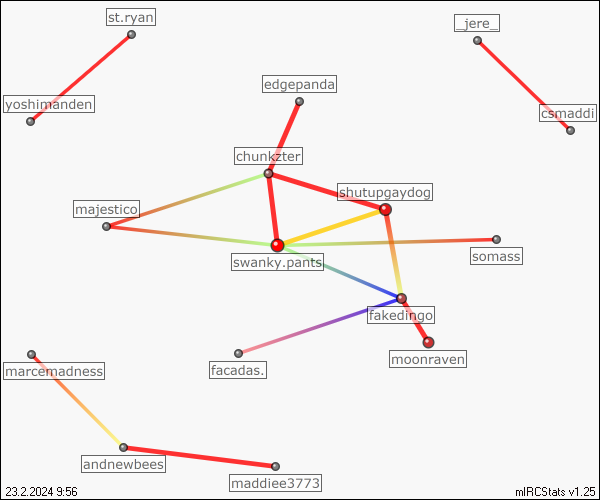 st.ryan
_jere_
edgepanda
yoshimanden
csmaddi
chunkzter
shutupgaydog
majestico
swanky.pants
somass
fakedingo
moonraven
facadas.
marcemadness
andnewbees
maddiee3773
23.2.2024 9:56
mIRCStats v1.25